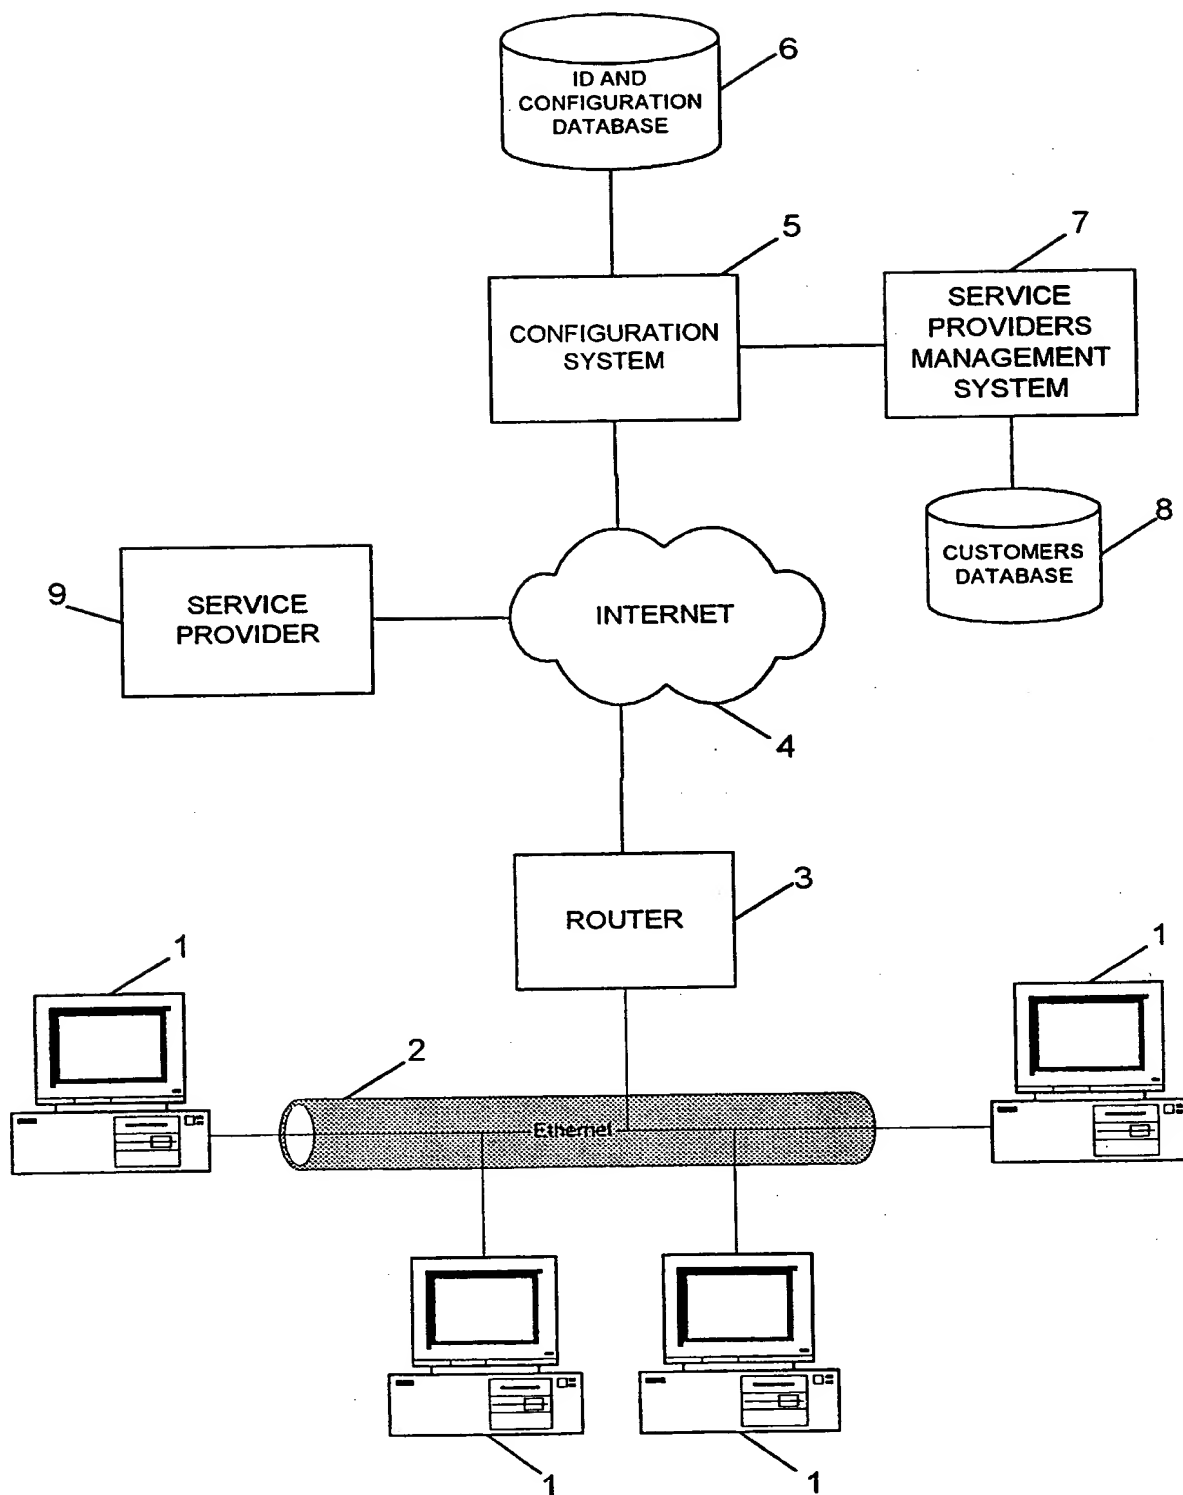 6
ID AND
CONFIGURATION
DATABASE
5
7
CONFIGURATION
SYSTEM
SERVICE
PROVIDERS
MANAGEMENT
SYSTEM
8
CUSTOMERS
DATABASE
9
SERVICE
PROVIDER
INTERNET
4
3
ROUTER
1
1
2
Ethernet
1
1